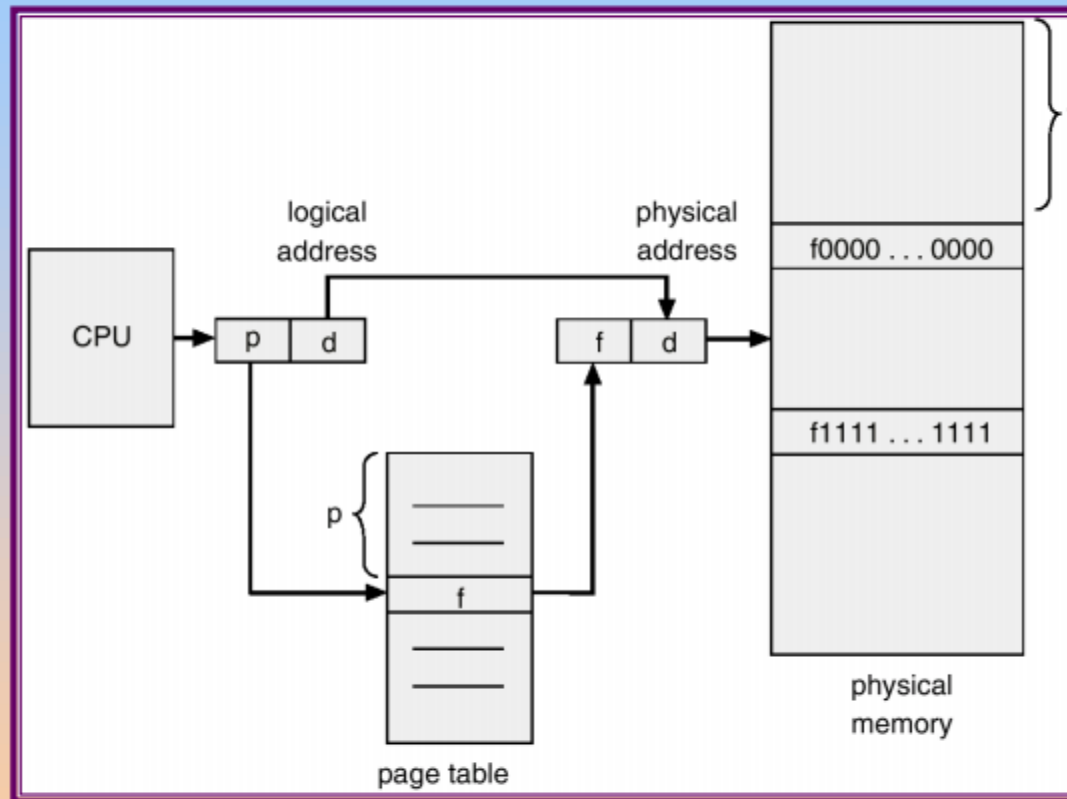 logical
address
physical
address
f0000 . . . 0000
CPU
p
d
f
d
f1111 . . . 1111
p
f
physical
memory
page table